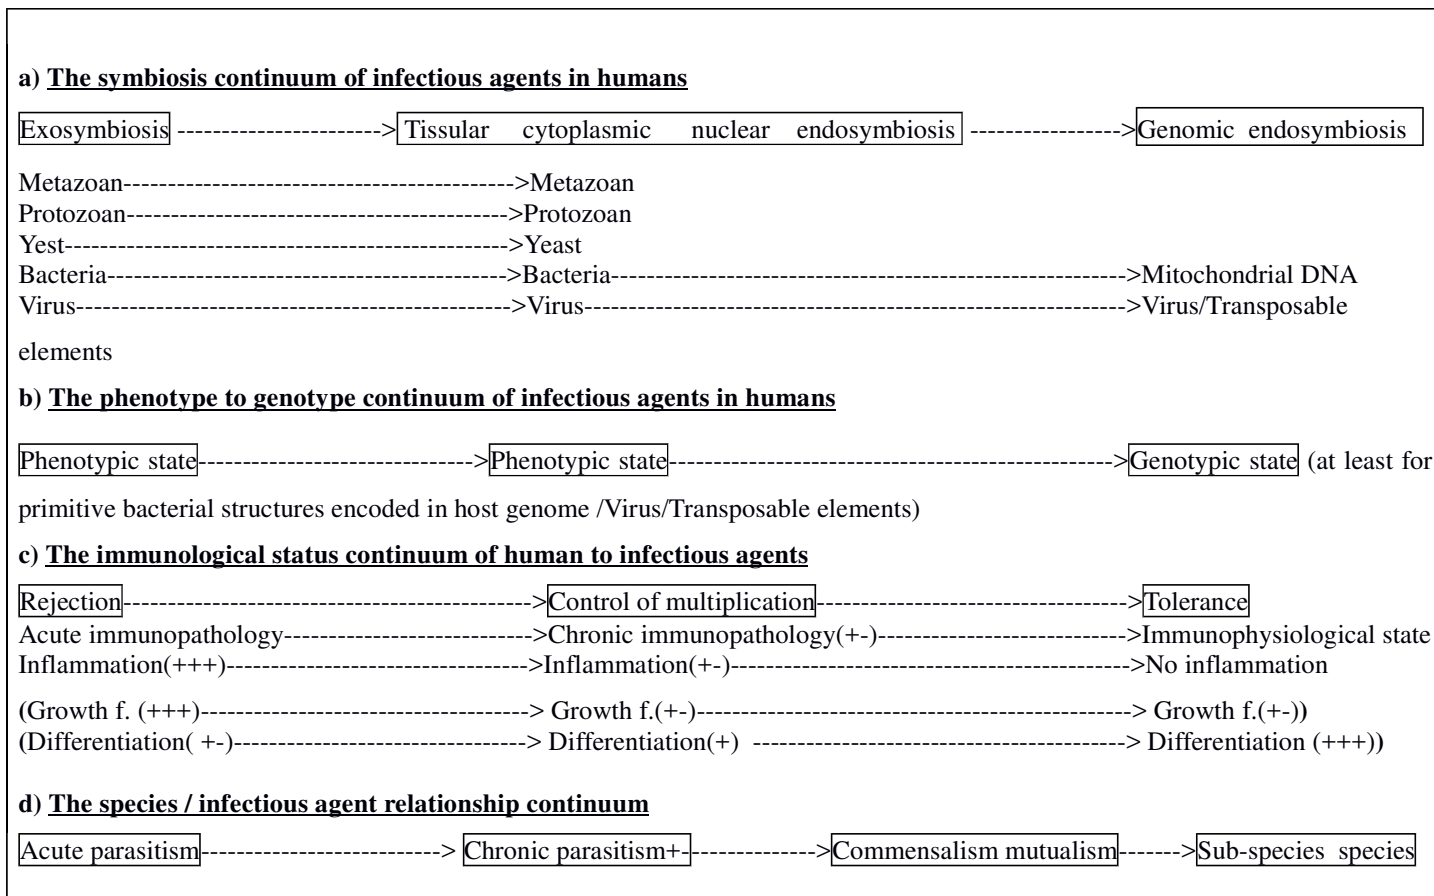 a) The symbiosis continuum of infectious agents in humans
Exosymbiosis ----------------------> Tissular cytoplasmic nuclear endosymbiosis ----------------->Genomic endosymbiosis
Metazoan-------------------------------------------->Metazoan
Protozoan------------------------------------------->Protozoan
Yest-------------------------------------------------->Yeast
Bacteria--------------------------------------------->Bacteria---------------------------------------------------------->Mitochondrial DNA
Virus------------------------------------------------->Virus------------------------------------------------------------->Virus/Transposable
elements
b) The phenotype to genotype continuum of infectious agents in humans
Phenotypic state------------------------------->Phenotypic state-------------------------------------------------->Genotypic state (at least for
primitive bacterial structures encoded in host genome /Virus/Transposable elements)
c) The immunological status continuum of human to infectious agents
Rejection---------------------------------------------->Control of multiplication----------------------------------->Tolerance
Acute immunopathology---------------------------->Chronic immunopathology(+-)---------------------------->Immunophysiological state
Inflammation(+++)---------------------------------->Inflammation(+-)--------------------------------------------->No inflammation
(Growth f. (+++)-------------------------------------> Growth f.(+-)-------------------------------------------------> Growth f.(+-))
(Differentiation( +-)---------------------------------> Differentiation(+) ------------------------------------------> Differentiation (+++))
d) The species / infectious agent relationship continuum
Acute parasitism---------------------------> Chronic parasitism+--------------->Commensalism mutualism------->Sub-species species